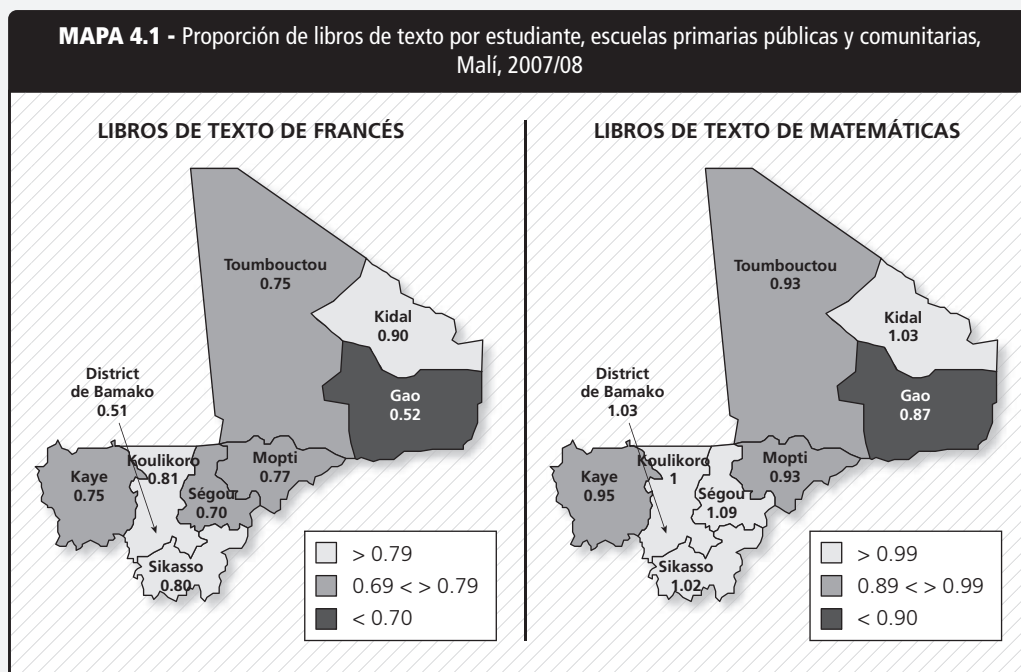 MAPA 4.1 - Proporción de libros de texto por estudiante, escuelas primarias públicas y comunitarias,
Malí, 2007/08
LIBROS DE TEXTO DE FRANCÉS
Toumbouctou
0.75
Kidal
0.90
District
de Bamako
0.51
Gao
0.52
Kaye
0.75
Koulikoro
0.81
Ségou
0.70
Mopti
0.77
Sikasso
0.80
> 0.79
0.69 < > 0.79
< 0.70
LIBROS DE TEXTO DE MATEMÁTICAS
Toumbouctou
0.93
Kidal
1.03
District
de Bamako
1.03
Gao
0.87
Kaye
0.95
Koulikoro
1
Ségou
1.09
Mopti
0.93
Sikasso
1.02
> 0.99
0.89 < > 0.99
< 0.90